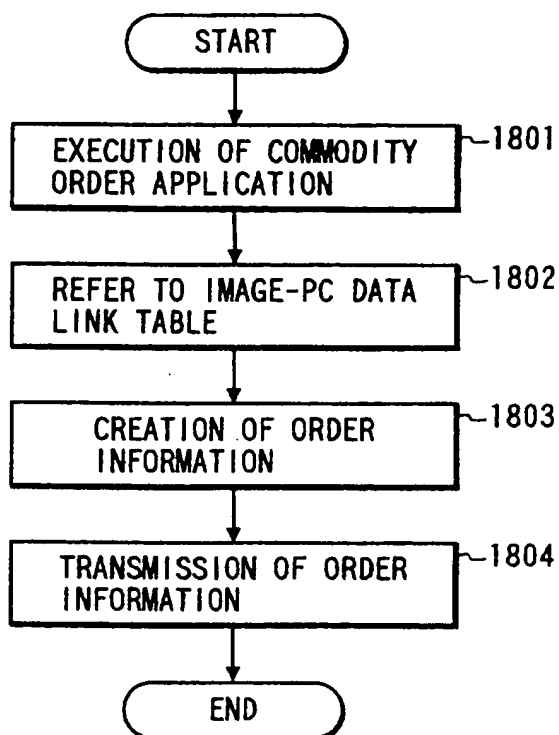 START
EXECUTION OF COMMODITY
ORDER APPLICATION
1801
REFER TO IMAGE-PC DATA
LINK TABLE
1802
CREATION OF ORDER
INFORMATION
1803
TRANSMISSION OF ORDER
INFORMATION
1804
END